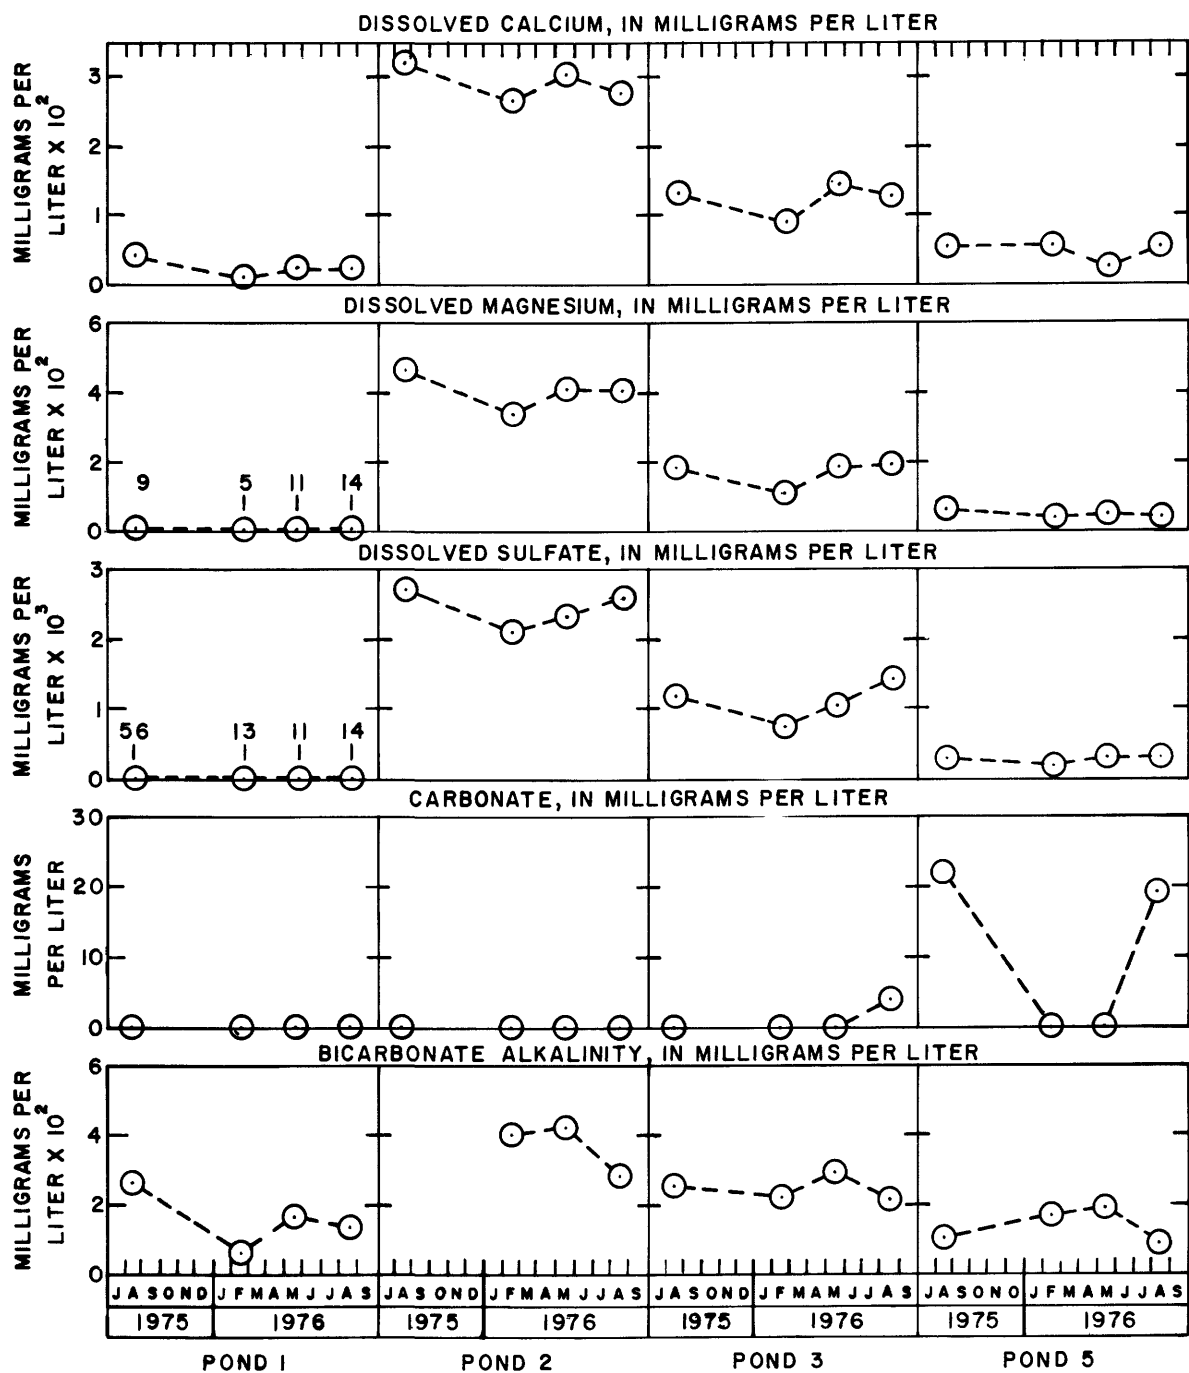 DISSOLVED CALCIUM, IN MILLIGRAMS PER LITER
MILLIGRAMS PER
LITER X 10²
3
2
1
0
DISSOLVED MAGNESIUM, IN MILLIGRAMS PER LITER
MILLIGRAMS PER
LITER X 10²
6
4
2
0
9 5 11 14
DISSOLVED SULFATE, IN MILLIGRAMS PER LITER
MILLIGRAMS PER
LITER X 10³
3
2
1
0
56 13 11 14
CARBONATE, IN MILLIGRAMS PER LITER
MILLIGRAMS
PER LITER
30
20
10
0
BICARBONATE ALKALINITY, IN MILLIGRAMS PER LITER
MILLIGRAMS PER
LITER X 10²
6
4
2
0
J A S O N D J F M A M J J A S J A S O N D J F M A M J J A S J A S O N D J F M A M J J A S J A S O N O J F M A M J J A S
1975 1976 1975 1976 1975 1976 1975 1976
POND 1 POND 2 POND 3 POND 5